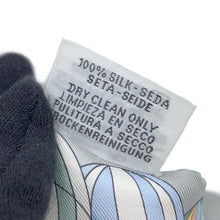 100% SILK-SEDA
SETA-SEIDE
DRY CLEAN ONLY
LIMPIEZA EN SECO
PULITURA A SECCO
TROCKENREINIGUNG